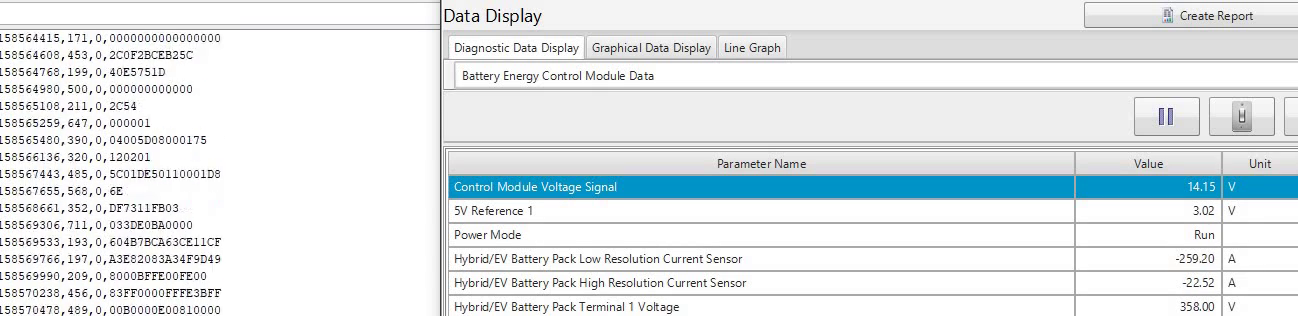 158564415,171,0,0000000000000000
158564608,453,0,2C0F2BCEB25C
158564768,199,0,40E5751D
158564980,500,0,000000000000
158565108,211,0,2C54
158565259,647,0,000001
158565480,390,0,04005D08000175
158566136,320,0,120201
158567443,485,0,5C01DE50110001D8
158567655,568,0,6E
158568661,352,0,DF7311FB03
158569306,711,0,033DE0BA0000
158569533,193,0,604B7BCA63CE11CF
158569766,197,0,A3E82083A34F9D49
158569990,209,0,8000BFFE00FE00
158570238,456,0,83FF0000FFFE3BFF
158570478,489,0,00B0000E00810000
Data Display
Create Report
Diagnostic Data Display Graphical Data Display Line Graph
Battery Energy Control Module Data
Parameter Name Value Unit
Control Module Voltage Signal 14.15 V
5V Reference 1 3.02 V
Power Mode Run
Hybrid/EV Battery Pack Low Resolution Current Sensor -259.20 A
Hybrid/EV Battery Pack High Resolution Current Sensor -22.52 A
Hybrid/EV Battery Pack Terminal 1 Voltage 358.00 V